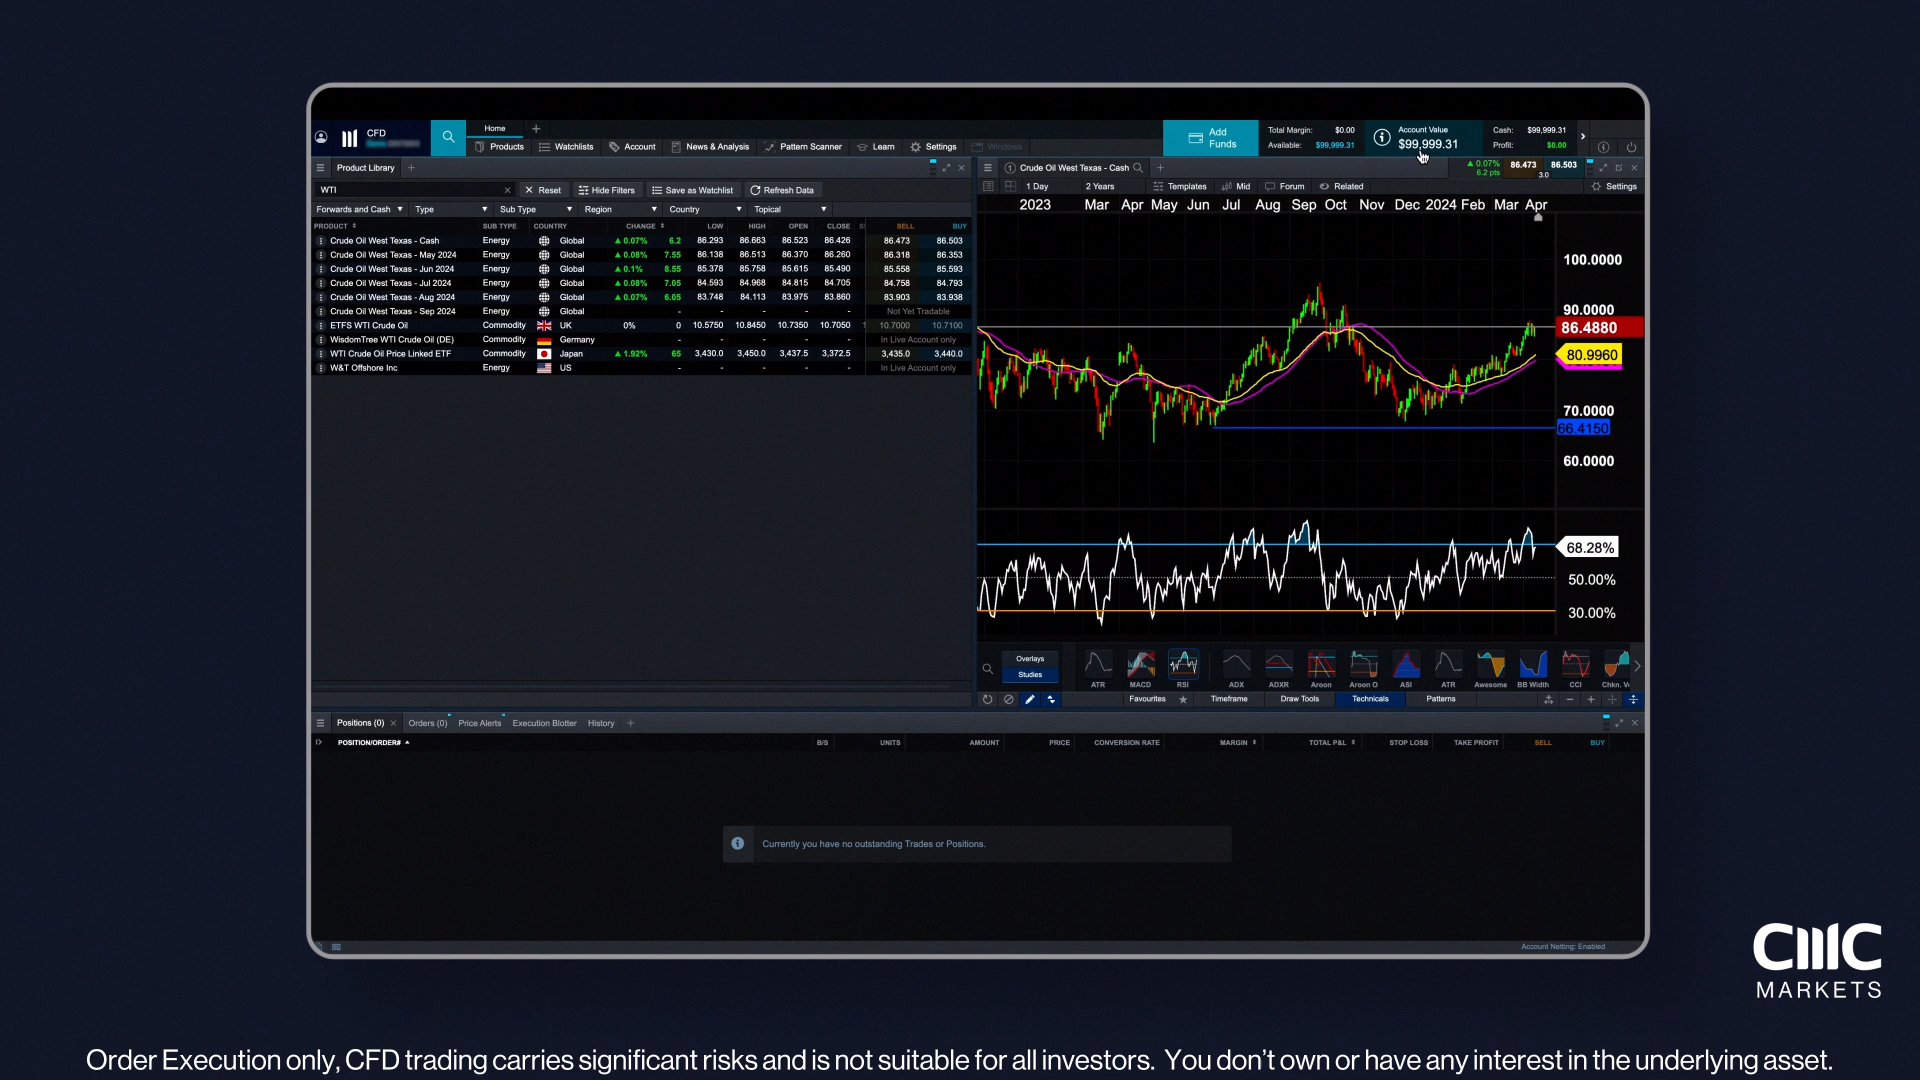 CFD
Home
Products Watchlists Account News & Analysis Pattern Scanner Learn Settings Windows
Add Funds
Total Margin: $0.00
Available: $99,999.31
Account Value
$99,999.31
Cash: $99,999.31
Profit: $0.00
Product Library
WTI
Reset Hide Filters Save as Watchlist Refresh Data
Forwards and Cash Type Sub Type Region Country Topical
PRODUCT SUB TYPE COUNTRY CHANGE LOW HIGH OPEN CLOSE SELL BUY
Crude Oil West Texas - Cash Energy Global 0.07% 6.2 86.293 86.663 86.523 86.426 86.473 86.503
Crude Oil West Texas - May 2024 Energy Global 0.08% 7.55 86.138 86.513 86.370 86.260 86.318 86.353
Crude Oil West Texas - Jun 2024 Energy Global 0.1% 8.55 85.378 85.758 85.615 85.490 85.558 85.593
Crude Oil West Texas - Jul 2024 Energy Global 0.08% 7.05 84.593 84.968 84.815 84.705 84.758 84.793
Crude Oil West Texas - Aug 2024 Energy Global 0.07% 6.05 83.748 84.113 83.975 83.860 83.903 83.938
Crude Oil West Texas - Sep 2024 Energy Global - - - - - - Not Yet Tradable
ETFS WTI Crude Oil Commodity UK 0% 0 10.5750 10.8450 10.7350 10.7050 10.7000 10.7100
WisdomTree WTI Crude Oil (DE) Commodity Germany - - - - - In Live Account only
WTI Crude Oil Price Linked ETF Commodity Japan 1.92% 65 3,430.0 3,450.0 3,437.5 3,372.5 3,435.0 3,440.0
W&T Offshore Inc Energy US - - - - - In Live Account only
1 Crude Oil West Texas - Cash
0.07%
6.2 pts
86.473 86.503
3.0
1 Day 2 Years Templates Mid Forum Related Settings
2023 Mar Apr May Jun Jul Aug Sep Oct Nov Dec 2024 Feb Mar Apr
100.0000
90.0000
86.4880
80.9960
70.0000
66.4150
60.0000
68.28%
50.00%
30.00%
Overlays
Studies
ATR MACD RSI ADX ADXR Aroon Aroon O ASI ATR Awesome BB Width CCI Chkn. V
Favourites Timeframe Draw Tools Technicals Patterns
Positions (0) Orders (0) Price Alerts Execution Blotter History
POSITION/ORDER# B/S UNITS AMOUNT PRICE CONVERSION RATE MARGIN TOTAL P&L STOP LOSS TAKE PROFIT SELL BUY
Currently you have no outstanding Trades or Positions.
Account Netting: Enabled
CMC
MARKETS
Order Execution only, CFD trading carries significant risks and is not suitable for all investors. You don't own or have any interest in the underlying asset.